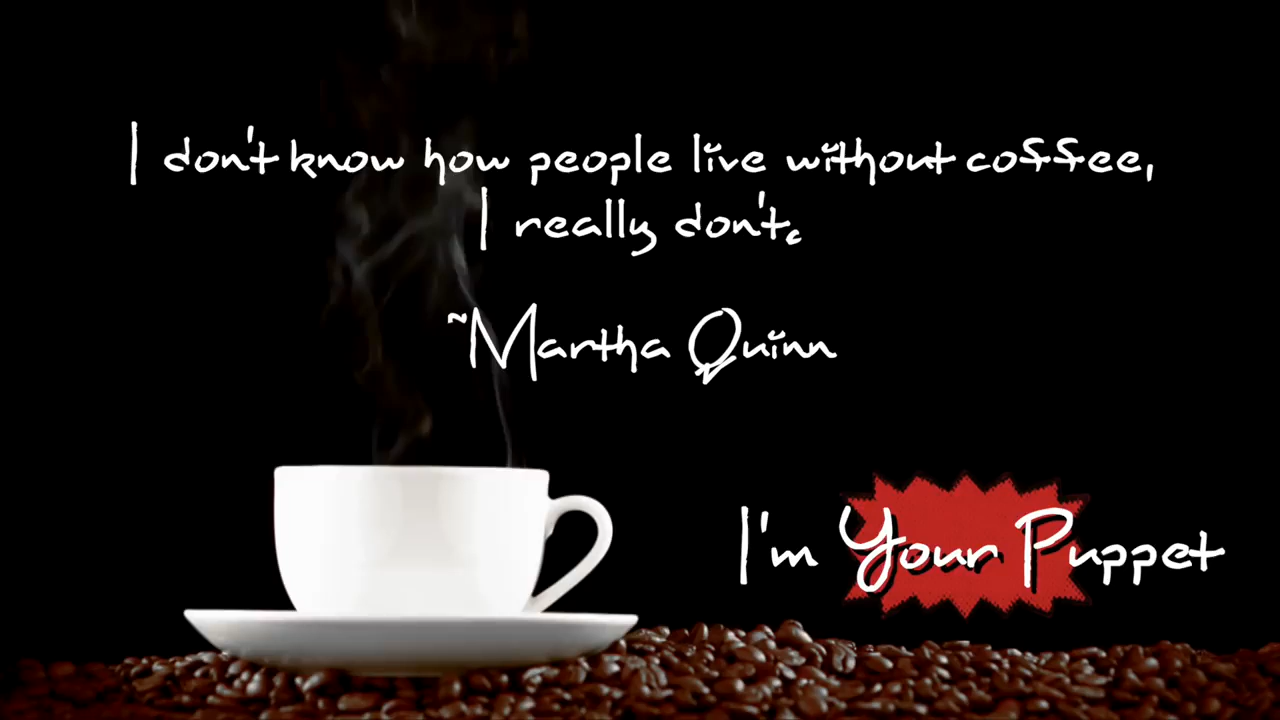 I don't know how people live without coffee,
I really don't.
~Martha Quinn
I'm Your Puppet